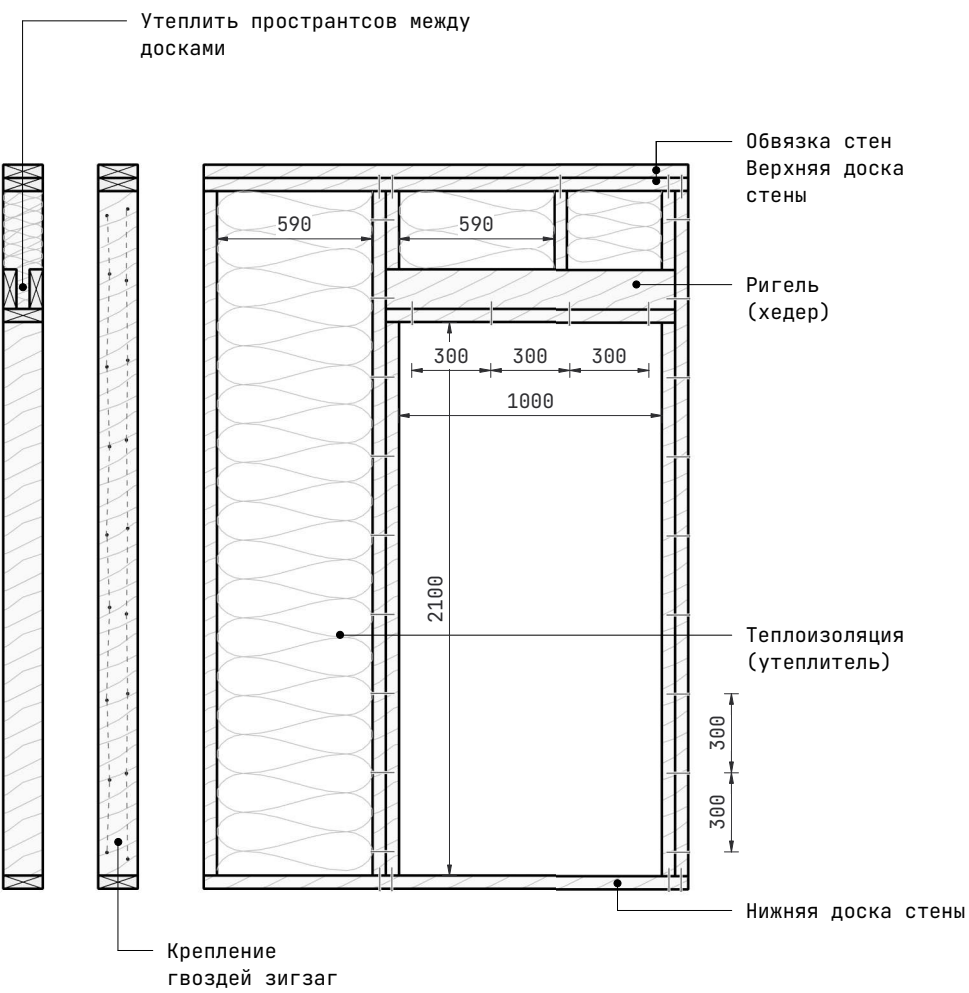 Утеплить пространтсов между
досками
Обвязка стен
Верхняя доска
стены
590
590
Ригель
(хедер)
300
300
300
1000
2100
Теплоизоляция
(утеплитель)
300
300
Нижняя доска стены
Крепление
гвоздей зигзаг